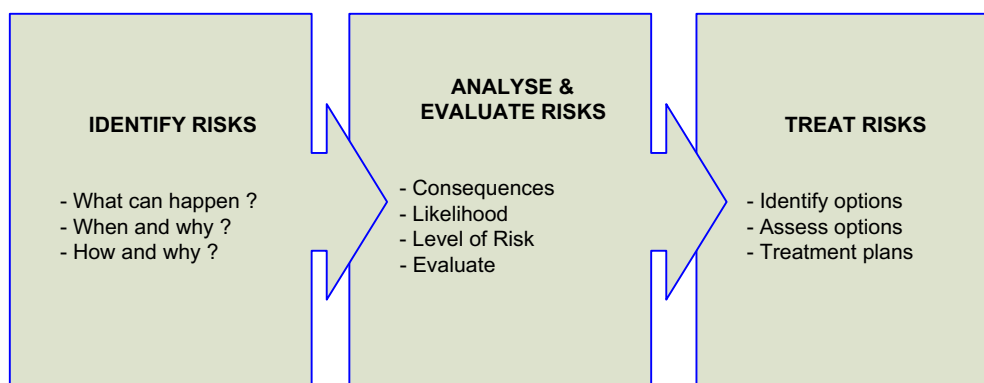 IDENTIFY RISKS
- What can happen ?
- When and why ?
- How and why ?
ANALYSE &
EVALUATE RISKS
- Consequences
- Likelihood
- Level of Risk
- Evaluate
TREAT RISKS
- Identify options
- Assess options
- Treatment plans